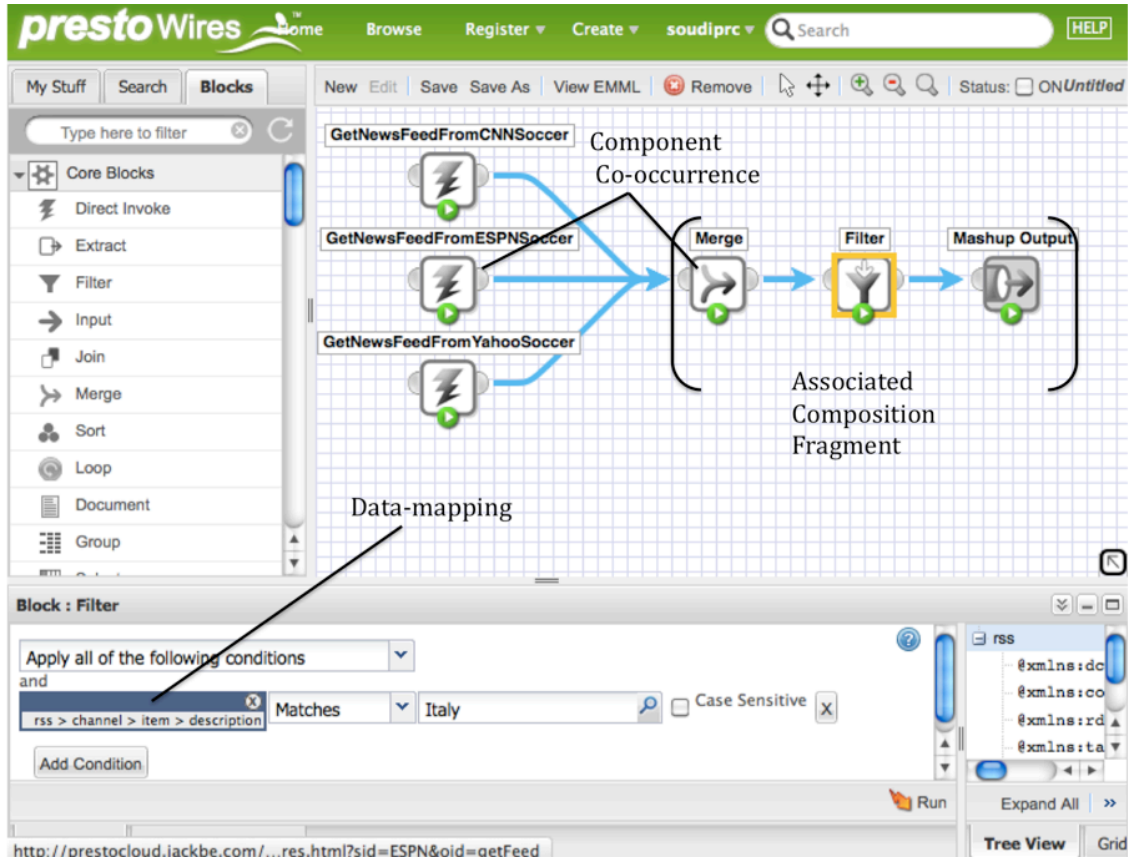 presto Wires ™
Home Browse Register Create soudiprc Search HELP
My Stuff Search Blocks
New Edit Save Save As View EMML Remove Status: ON Untitled
Type here to filter
Core Blocks
Direct Invoke
Extract
Filter
Input
Join
Merge
Sort
Loop
Document
Group
GetNewsFeedFromCNNSoccer
Component
Co-occurrence
GetNewsFeedFromESPNSoccer
Merge
Filter
Mashup Output
GetNewsFeedFromYahooSoccer
Associated
Composition
Fragment
Data-mapping
Block : Filter
Apply all of the following conditions
and
rss > channel > item > description
Matches
Italy
Case Sensitive
X
Add Condition
Run
rss
@xmlns:dc
@xmlns:co
@xmlns:rd
@xmlns:ta
Expand All »
Tree View Grid
http://prestocloud.jackbe.com/...res.html?sid=ESPN&oid=getFeed